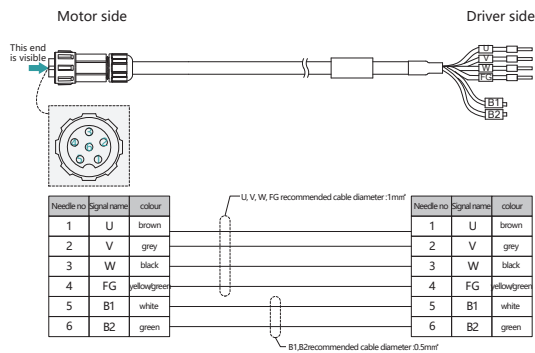 Motor side
Driver side
This end
is visible
U
V
W
FG
B1
B2
U, V, W, FG recommended cable diameter :1mm²
Needle no Signal name colour
1 U brown
2 V grey
3 W black
4 FG yellow/green
5 B1 white
6 B2 green
Needle no Signal name colour
1 U brown
2 V grey
3 W black
4 FG yellow/green
5 B1 white
6 B2 green
B1,B2recommended cable diameter :0.5mm²